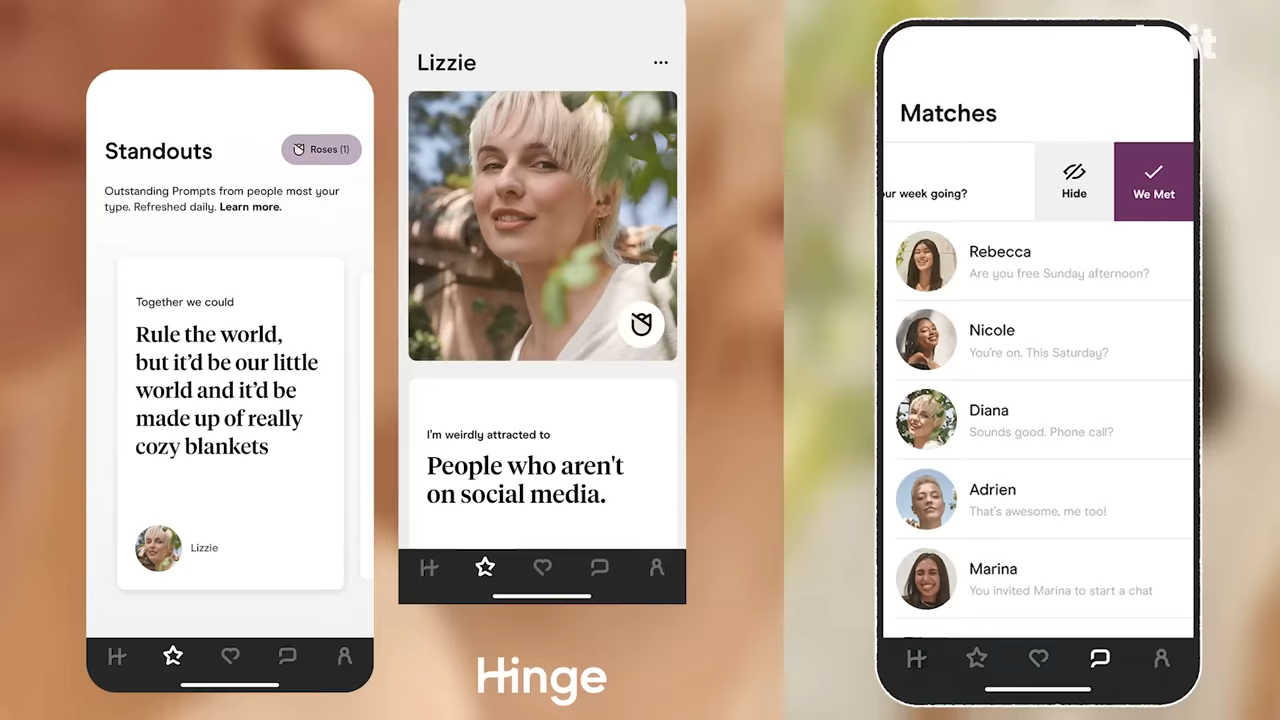 Standouts
Roses (1)
Outstanding Prompts from people most your
type. Refreshed daily. Learn more.
Together we could
Rule the world,
but it'd be our little
world and it'd be
made up of really
cozy blankets
Lizzie
Lizzie
I'm weirdly attracted to
People who aren't
on social media.
Hinge
Matches
our week going?
Hide
We Met
Rebecca
Are you free Sunday afternoon?
Nicole
You're on. This Saturday?
Diana
Sounds good. Phone call?
Adrien
That's awesome, me too!
Marina
You invited Marina to start a chat